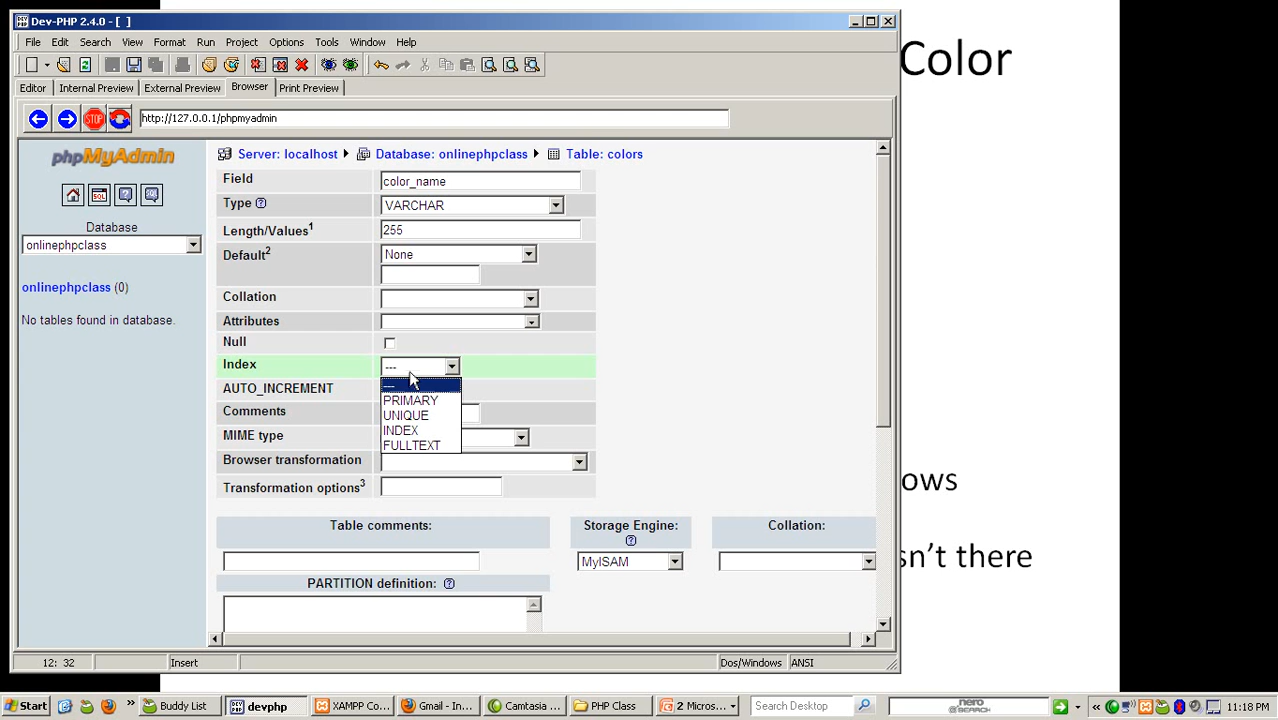 Dev-PHP 2.4.0 - [ ]
Color
File Edit Search View Format Run Project Options Tools Window Help
Editor Internal Preview External Preview Browser Print Preview
STOP http://127.0.0.1/phpmyadmin
phpMyAdmin
SQL
Database
onlinephpclass
onlinephpclass (0)
No tables found in database.
Server: localhost Database: onlinephpclass Table: colors
Field color_name
Type VARCHAR
Length/Values1 255
Default2 None
Collation
Attributes
Null
Index ---
---
AUTO_INCREMENT
PRIMARY
Comments UNIQUE
INDEX
MIME type
FULLTEXT
Browser transformation
Transformation options3
ows
Table comments: Storage Engine: Collation:
MyISAM
sn't there
PARTITION definition:
12: 32 Insert Dos/Windows ANSI
Start Buddy List devphp XAMPP Co... Gmail - ... Camtasia ... PHP Class 2 Micros... Search Desktop nero SEARCH 11:18 PM